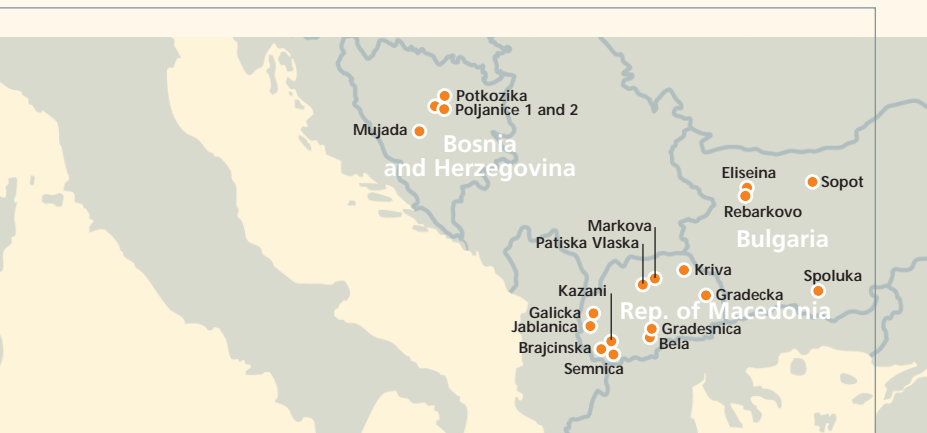 Potkozika
Poljanice 1 and 2
Mujada
Bosnia
and Herzegovina
Eliseina
Sopot
Rebarkovo
Markova
Bulgaria
Patiska Vlaska
Kriva
Spoluka
Kazani
Gradecka
Galicka
Rep. of Macedonia
Jablanica
Gradesnica
Brajcinska
Bela
Semnica